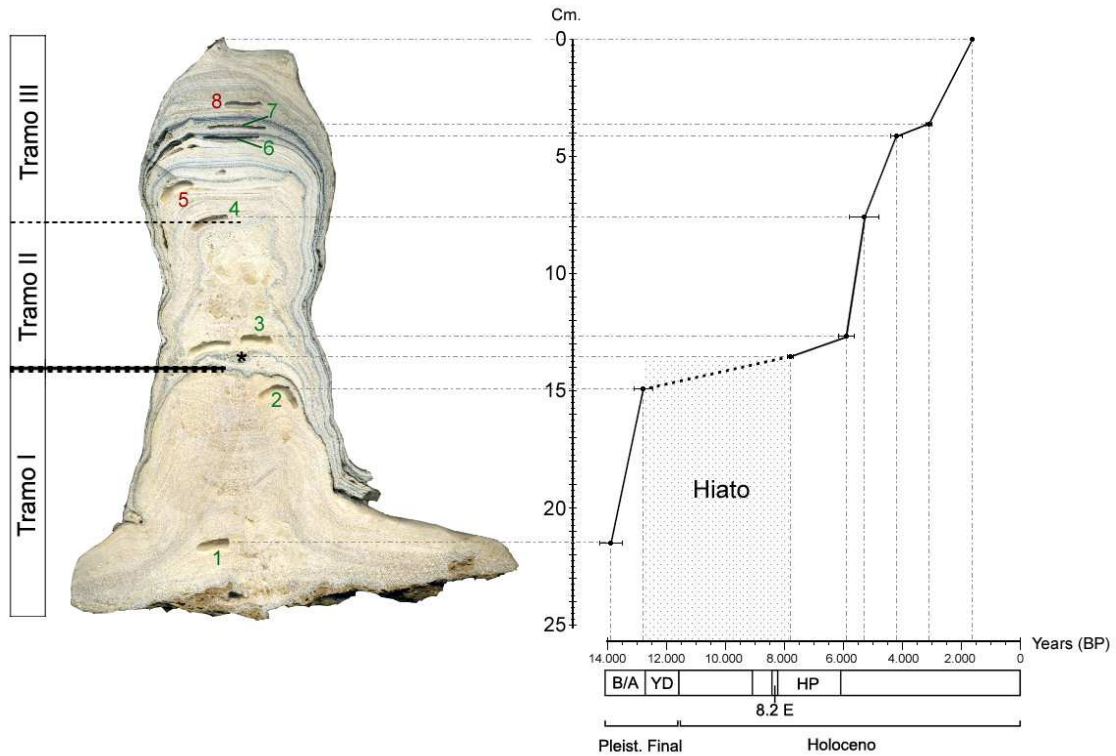 Cm.
0
5
10
15
20
25
Tramo III
Tramo II
Tramo I
8
7
6
5
4
3
*
2
1
Hiato
14.000 12.000 10.000 8.000 6.000 4.000 2.000 0
Years (BP)
B/A YD HP
8.2 E
Pleist. Final Holoceno